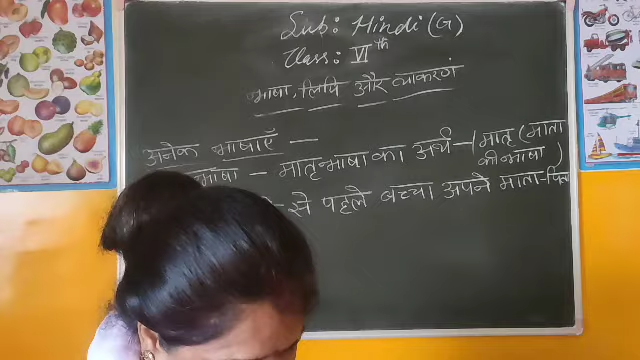 Sub: Hindi (G)
Class: VI th
भाषा, लिपि और व्याकरण
अनेक भाषाएँ —
भाषा – मातृभाषा का अर्थ – मातृ (माता
की भाषा)
से पहले बच्चा अपने माता-पिता